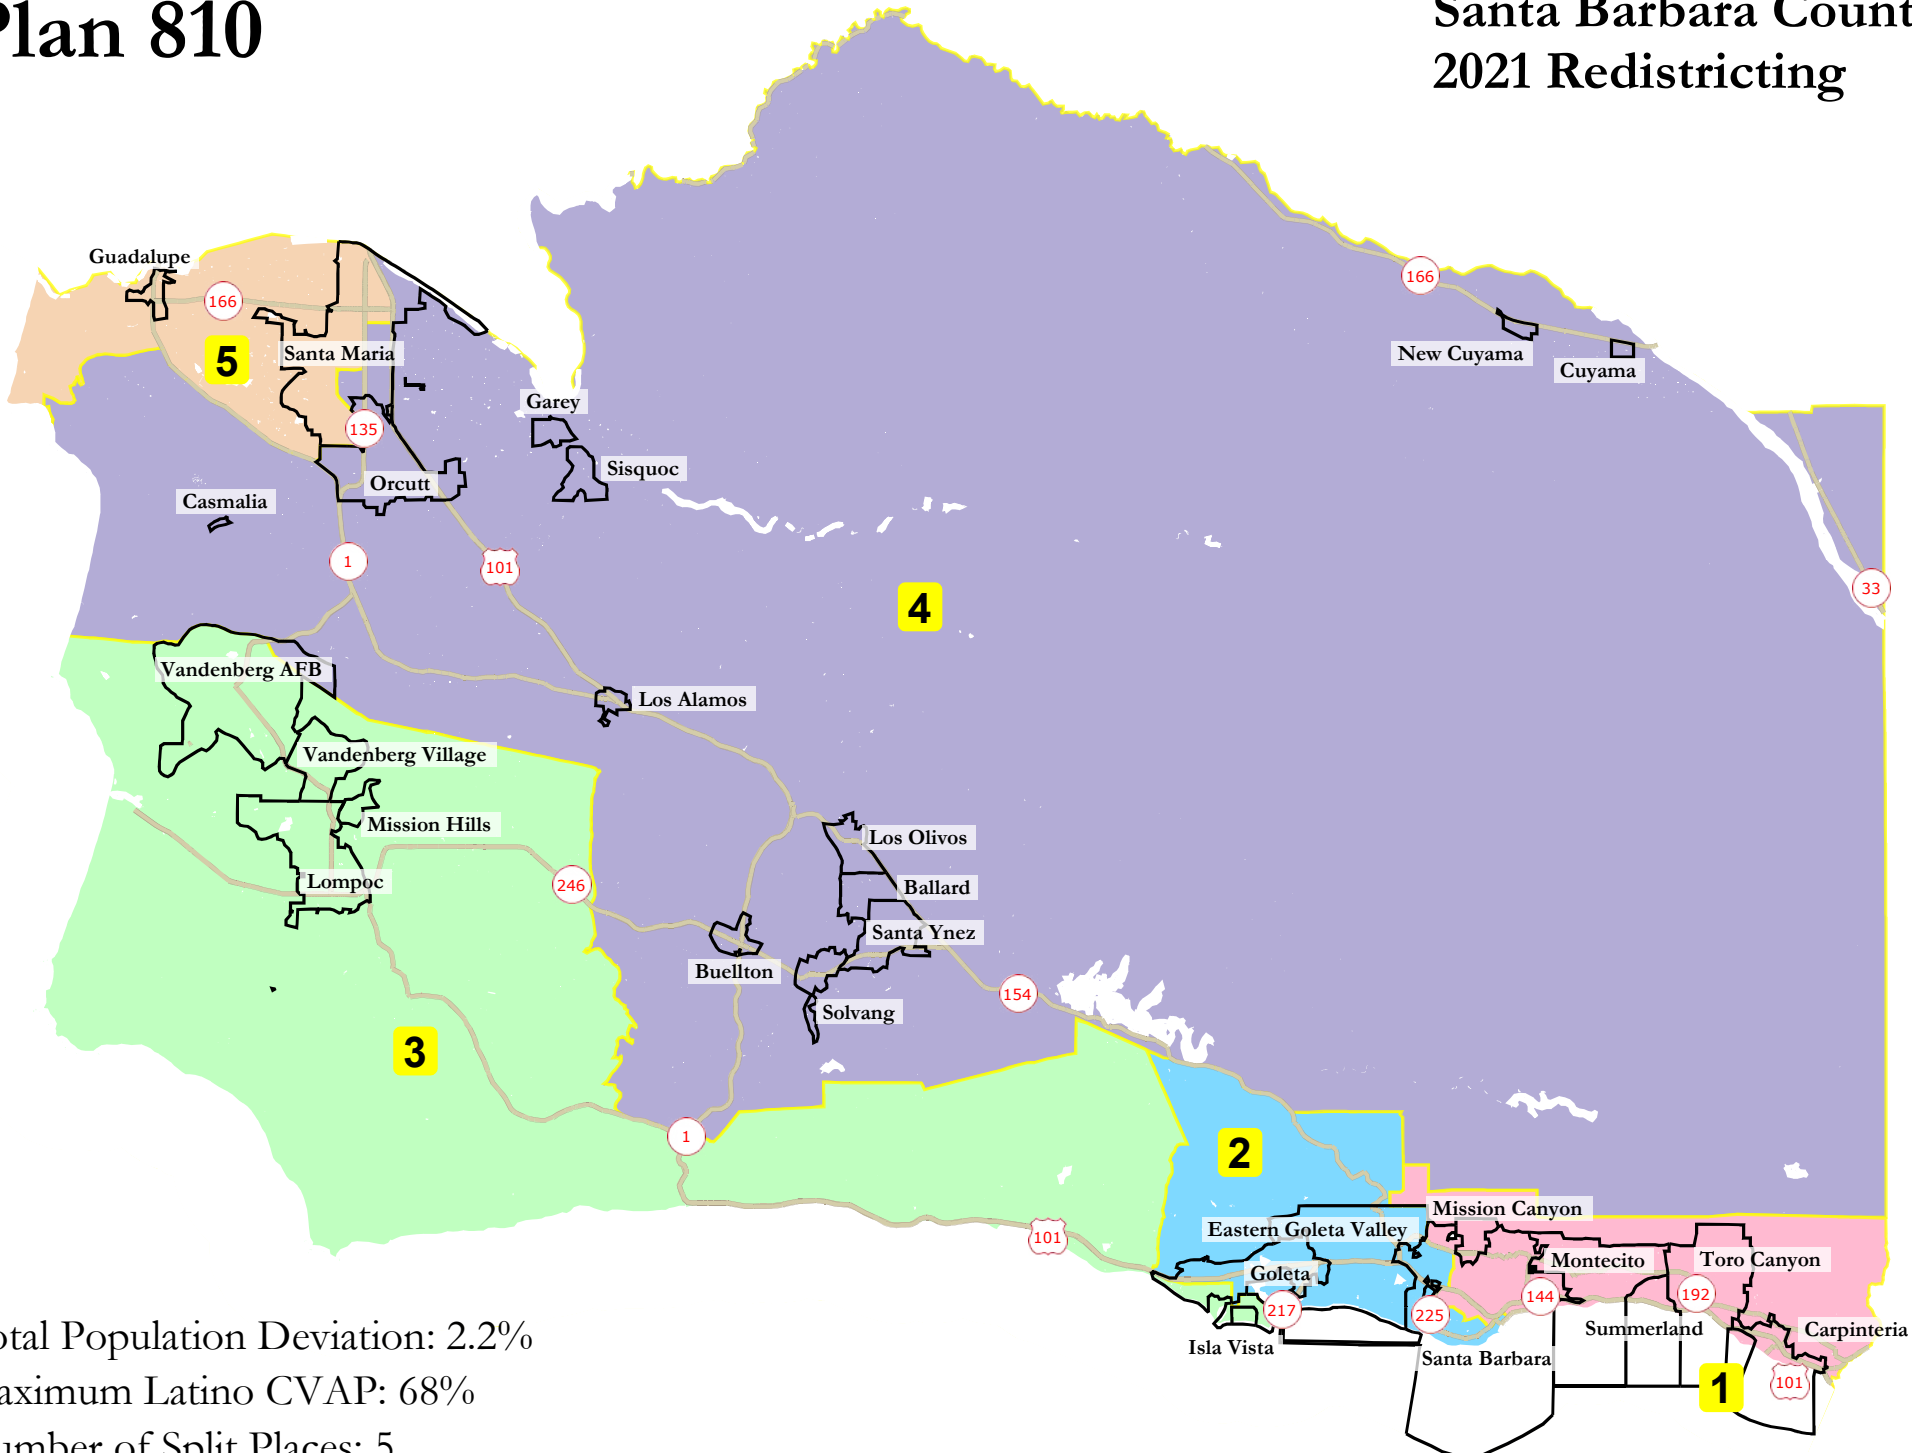 Plan 810
Santa Barbara Count
2021 Redistricting
Guadalupe
166
5
Santa Maria
135
Orcutt
Garey
Sisquoc
Casmalia
1
101
166
New Cuyama
Cuyama
33
4
Vandenberg AFB
Los Alamos
Vandenberg Village
Mission Hills
Lompoc
246
Los Olivos
Ballard
Santa Ynez
Buellton
Solvang
154
3
1
2
101
Mission Canyon
Eastern Goleta Valley
Goleta
Montecito
Toro Canyon
217
225
144
192
Isla Vista
Santa Barbara
Summerland
Carpinteria
1
101
otal Population Deviation: 2.2%
aximum Latino CVAP: 68%
umber of Split Places: 5